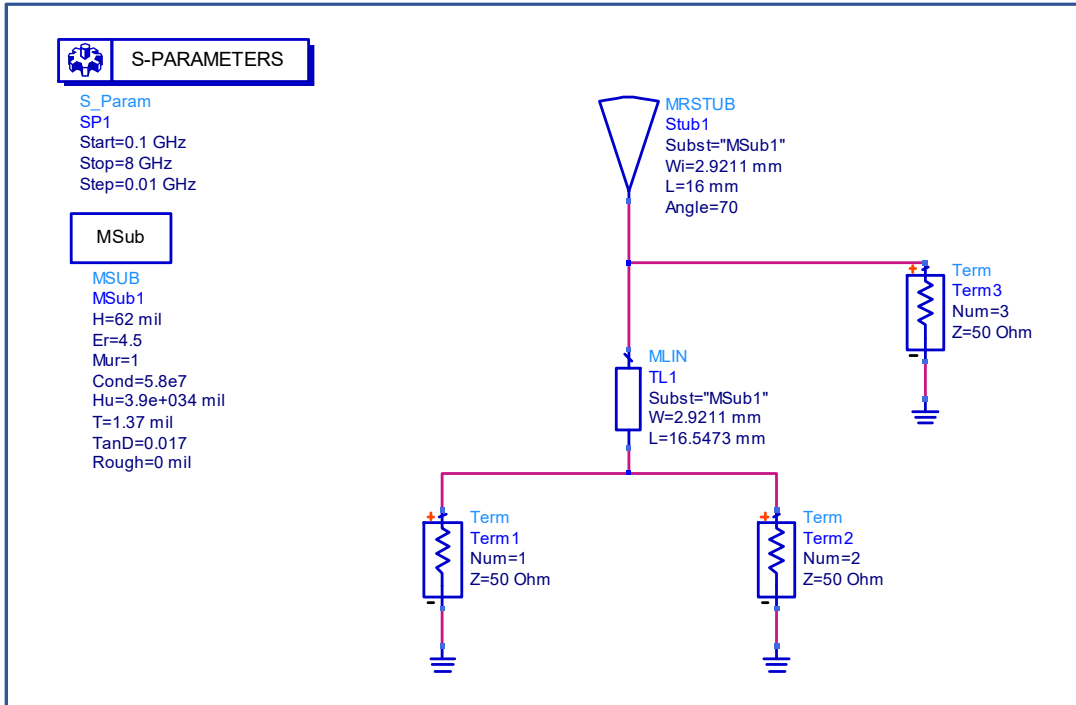 S-PARAMETERS
S_Param
SP1
Start=0.1 GHz
Stop=8 GHz
Step=0.01 GHz
MSub
MSUB
MSub1
H=62 mil
Er=4.5
Mur=1
Cond=5.8e7
Hu=3.9e+034 mil
T=1.37 mil
TanD=0.017
Rough=0 mil
MRSTUB
Stub1
Subst="MSub1"
Wi=2.9211 mm
L=16 mm
Angle=70
+
-
Term
Term3
Num=3
Z=50 Ohm
MLIN
TL1
Subst="MSub1"
W=2.9211 mm
L=16.5473 mm
+
-
Term
Term1
Num=1
Z=50 Ohm
+
-
Term
Term2
Num=2
Z=50 Ohm